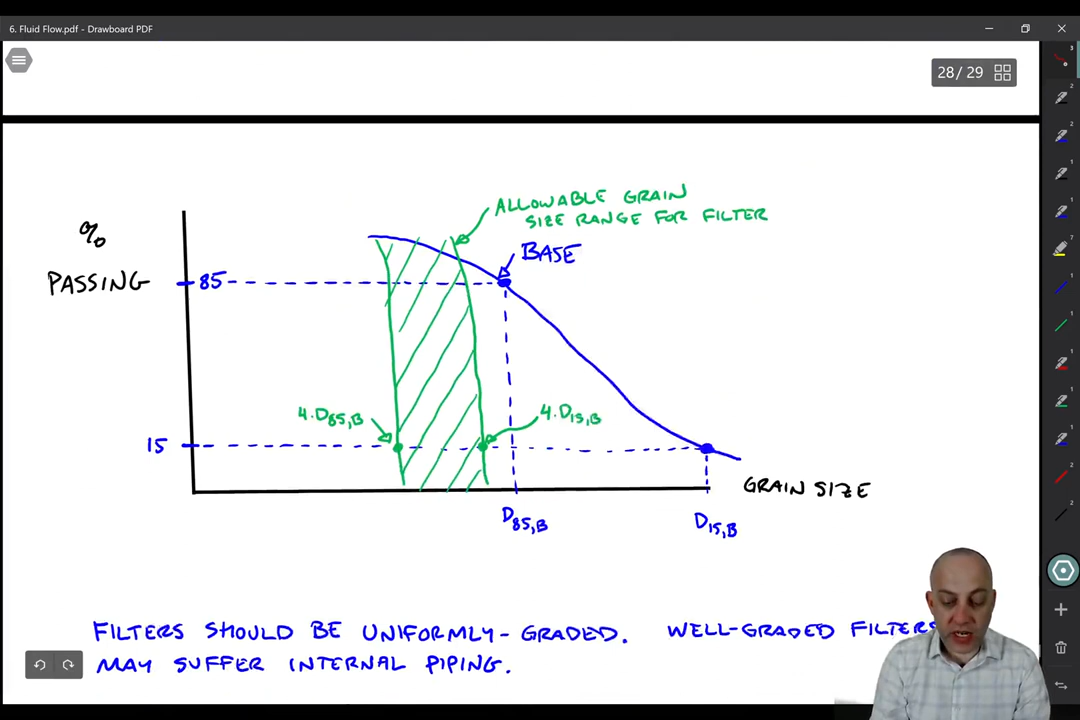 6. Fluid Flow.pdf - Drawboard PDF
28 / 29
ALLOWABLE GRAIN
SIZE RANGE FOR FILTER
%
PASSING
BASE
85
4·D85,B
4·D15,B
15
GRAIN SIZE
D85,B
D15,B
FILTERS SHOULD BE UNIFORMLY-GRADED. WELL-GRADED FILTERS
MAY SUFFER INTERNAL PIPING.